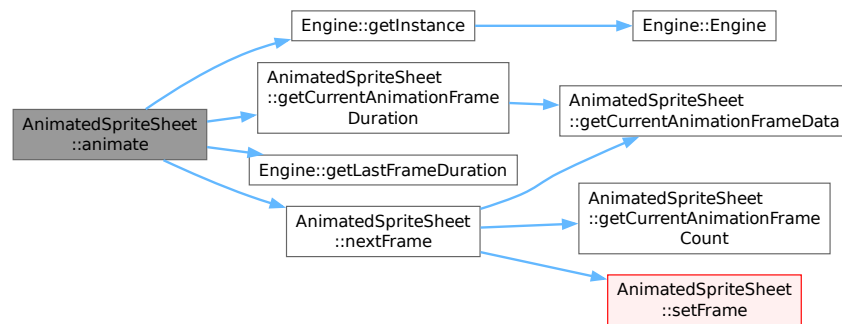 Engine::getInstance
Engine::Engine
AnimatedSpriteSheet
::getCurrentAnimationFrame
Duration
AnimatedSpriteSheet
::getCurrentAnimationFrameData
AnimatedSpriteSheet
::animate
Engine::getLastFrameDuration
AnimatedSpriteSheet
::getCurrentAnimationFrame
Count
AnimatedSpriteSheet
::nextFrame
AnimatedSpriteSheet
::setFrame